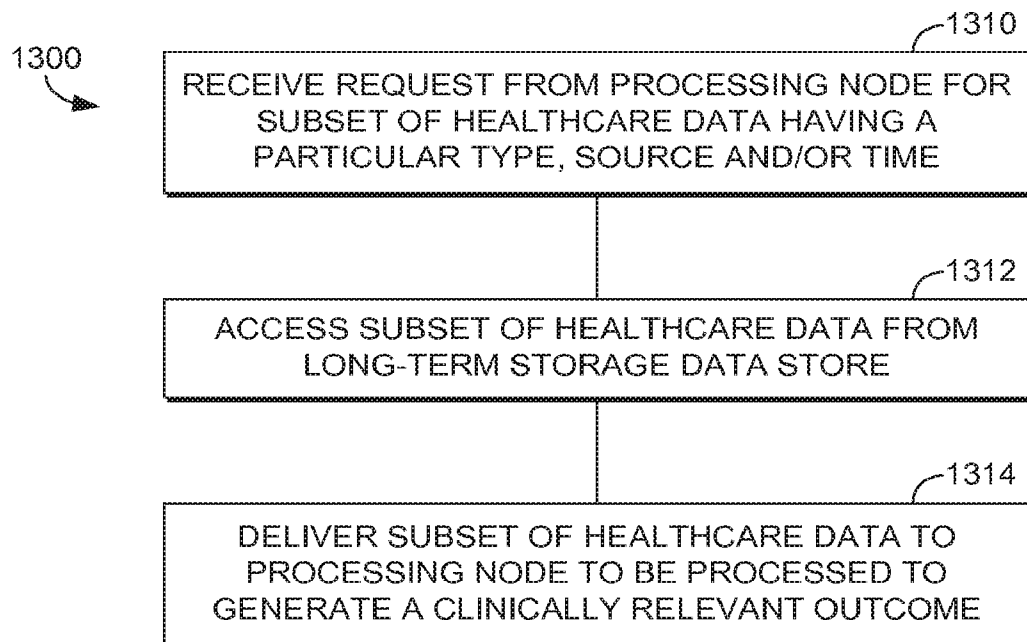 1300
1310
RECEIVE REQUEST FROM PROCESSING NODE FOR
SUBSET OF HEALTHCARE DATA HAVING A
PARTICULAR TYPE, SOURCE AND/OR TIME
1312
ACCESS SUBSET OF HEALTHCARE DATA FROM
LONG-TERM STORAGE DATA STORE
1314
DELIVER SUBSET OF HEALTHCARE DATA TO
PROCESSING NODE TO BE PROCESSED TO
GENERATE A CLINICALLY RELEVANT OUTCOME